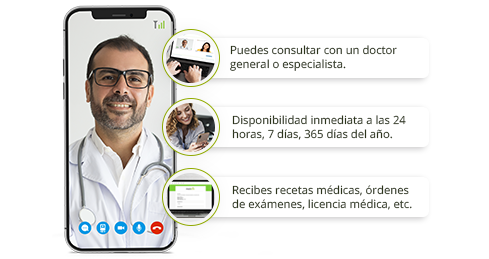 Puedes consultar con un doctor
general o especialista.
Disponibilidad inmediata a las 24
horas, 7 días, 365 días del año.
Recibes recetas médicas, órdenes
de exámenes, licencia médica, etc.